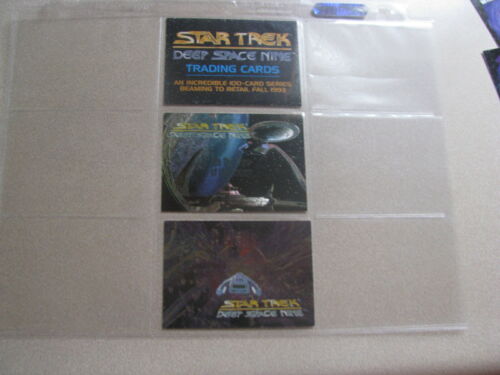 STAR TREK
DEEP SPACE NINE
TRADING CARDS
AN INCREDIBLE 100-CARD SERIES
BEAMING TO RETAIL FALL 1993
STAR TREK
DEEP SPACE NINE
STAR TREK
DEEP SPACE NINE